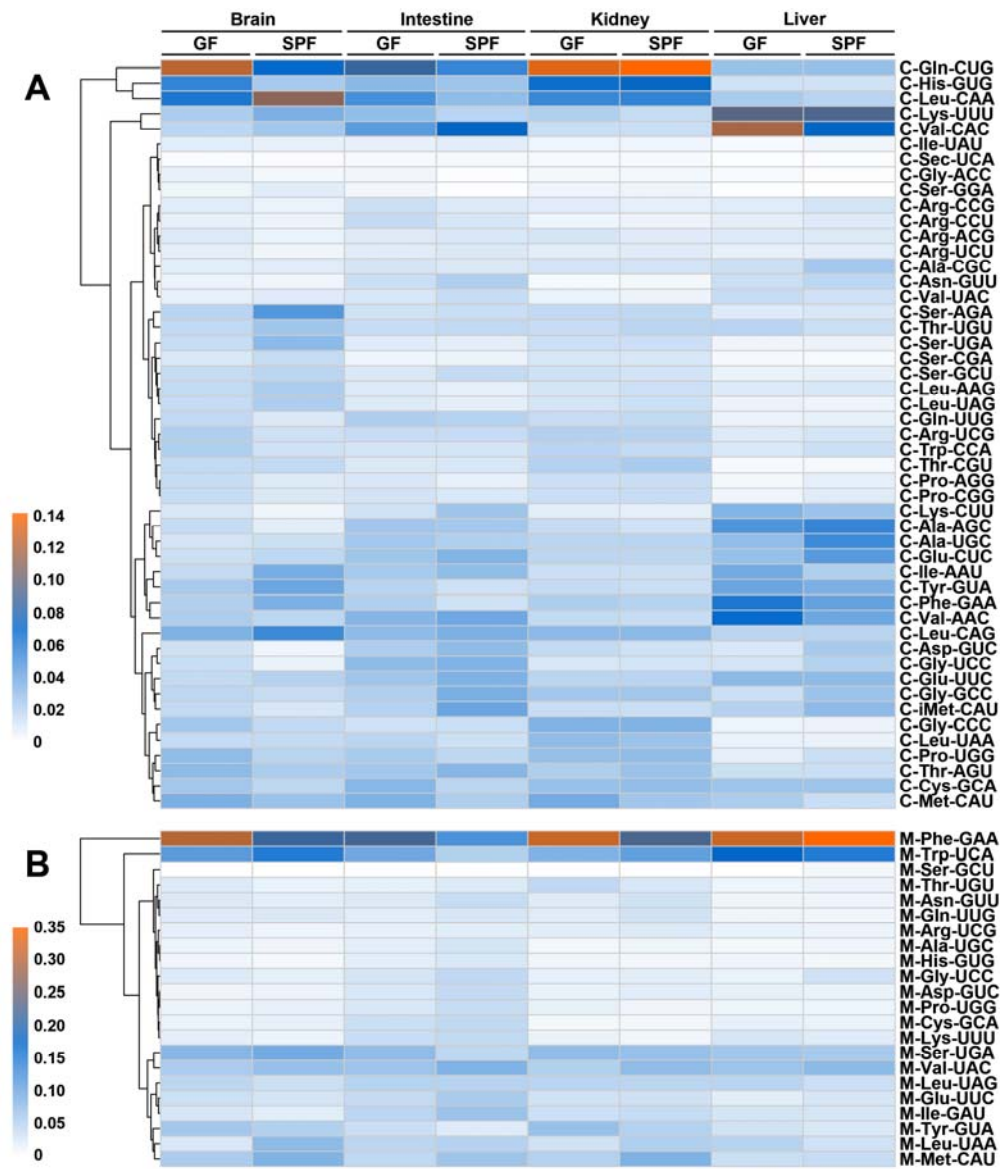 Brain Intestine Kidney Liver
GF SPF GF SPF GF SPF GF SPF
A
C-Gln-CUG
C-His-GUG
C-Leu-CAA
C-Lys-UUU
C-Val-CAC
C-Ile-UAU
C-Sec-UCA
C-Gly-ACC
C-Ser-GGA
C-Arg-CCG
C-Arg-CCU
C-Arg-ACG
C-Arg-UCU
C-Ala-CGC
C-Asn-GUU
C-Val-UAC
C-Ser-AGA
C-Thr-UGU
C-Ser-UGA
C-Ser-CGA
C-Ser-GCU
C-Leu-AAG
C-Leu-UAG
C-Gln-UUG
C-Arg-UCG
C-Trp-CCA
C-Thr-CGU
C-Pro-AGG
C-Pro-CGG
C-Lys-CUU
C-Ala-AGC
C-Ala-UGC
C-Glu-CUC
C-Ile-AAU
C-Tyr-GUA
C-Phe-GAA
C-Val-AAC
C-Leu-CAG
C-Asp-GUC
C-Gly-UCC
C-Glu-UUC
C-Gly-GCC
C-iMet-CAU
C-Gly-CCC
C-Leu-UAA
C-Pro-UGG
C-Thr-AGU
C-Cys-GCA
C-Met-CAU
0.14
0.12
0.10
0.08
0.06
0.04
0.02
0
B
M-Phe-GAA
M-Trp-UCA
M-Ser-GCU
M-Thr-UGU
M-Asn-GUU
M-Gln-UUG
M-Arg-UCG
M-Ala-UGC
M-His-GUG
M-Gly-UCC
M-Asp-GUC
M-Pro-UGG
M-Cys-GCA
M-Lys-UUU
M-Ser-UGA
M-Val-UAC
M-Leu-UAG
M-Glu-UUC
M-Ile-GAU
M-Tyr-GUA
M-Leu-UAA
M-Met-CAU
0.35
0.30
0.25
0.20
0.15
0.10
0.05
0